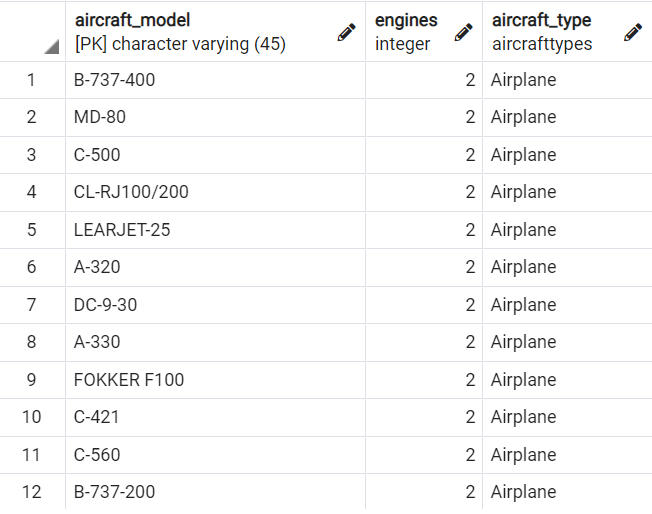 aircraft_model engines aircraft_type
[PK] character varying (45) integer aircrafttypes
1 B-737-400 2 Airplane
2 MD-80 2 Airplane
3 C-500 2 Airplane
4 CL-RJ100/200 2 Airplane
5 LEARJET-25 2 Airplane
6 A-320 2 Airplane
7 DC-9-30 2 Airplane
8 A-330 2 Airplane
9 FOKKER F100 2 Airplane
10 C-421 2 Airplane
11 C-560 2 Airplane
12 B-737-200 2 Airplane